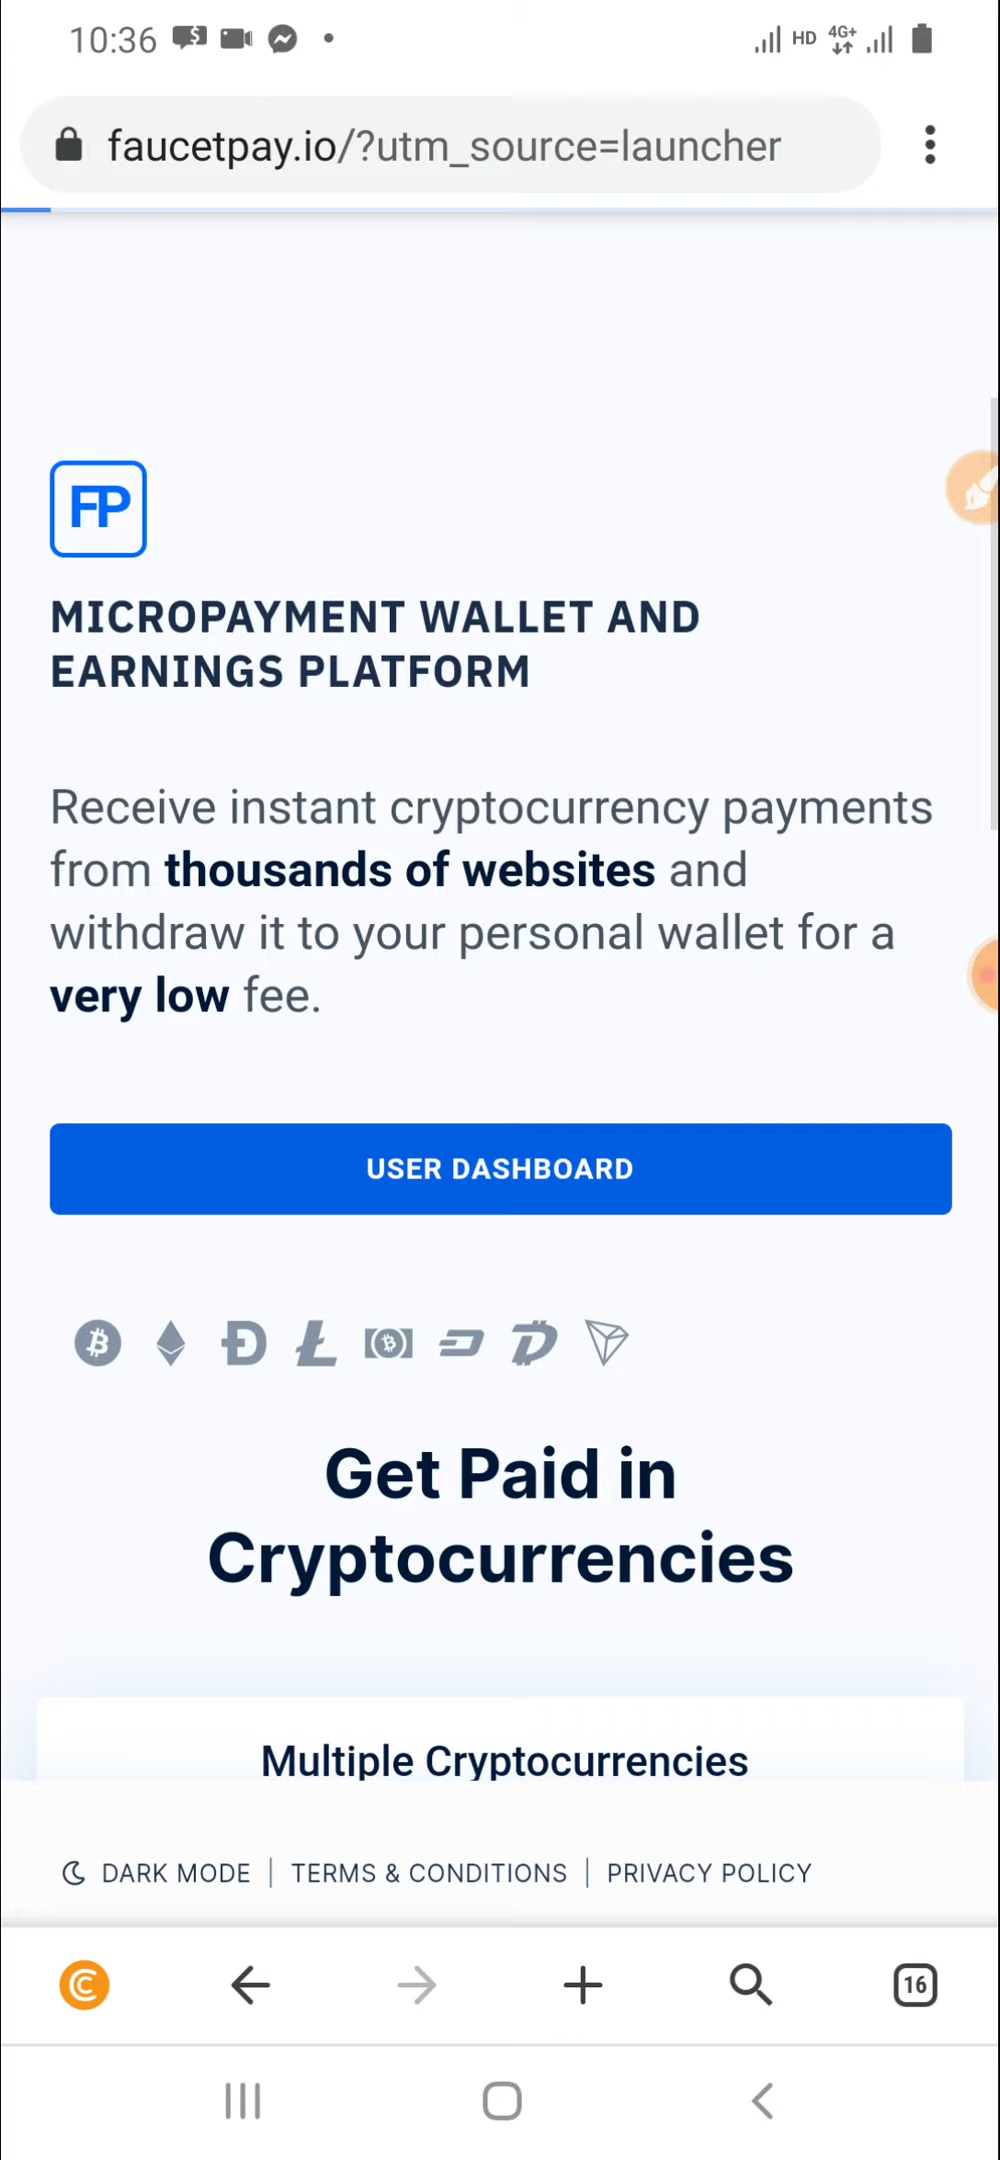 10:36
HD 4G+
faucetpay.io/?utm_source=launcher
FP
MICROPAYMENT WALLET AND
EARNINGS PLATFORM
Receive instant cryptocurrency payments
from thousands of websites and
withdraw it to your personal wallet for a
very low fee.
USER DASHBOARD
Get Paid in
Cryptocurrencies
Multiple Cryptocurrencies
DARK MODE | TERMS & CONDITIONS | PRIVACY POLICY
16